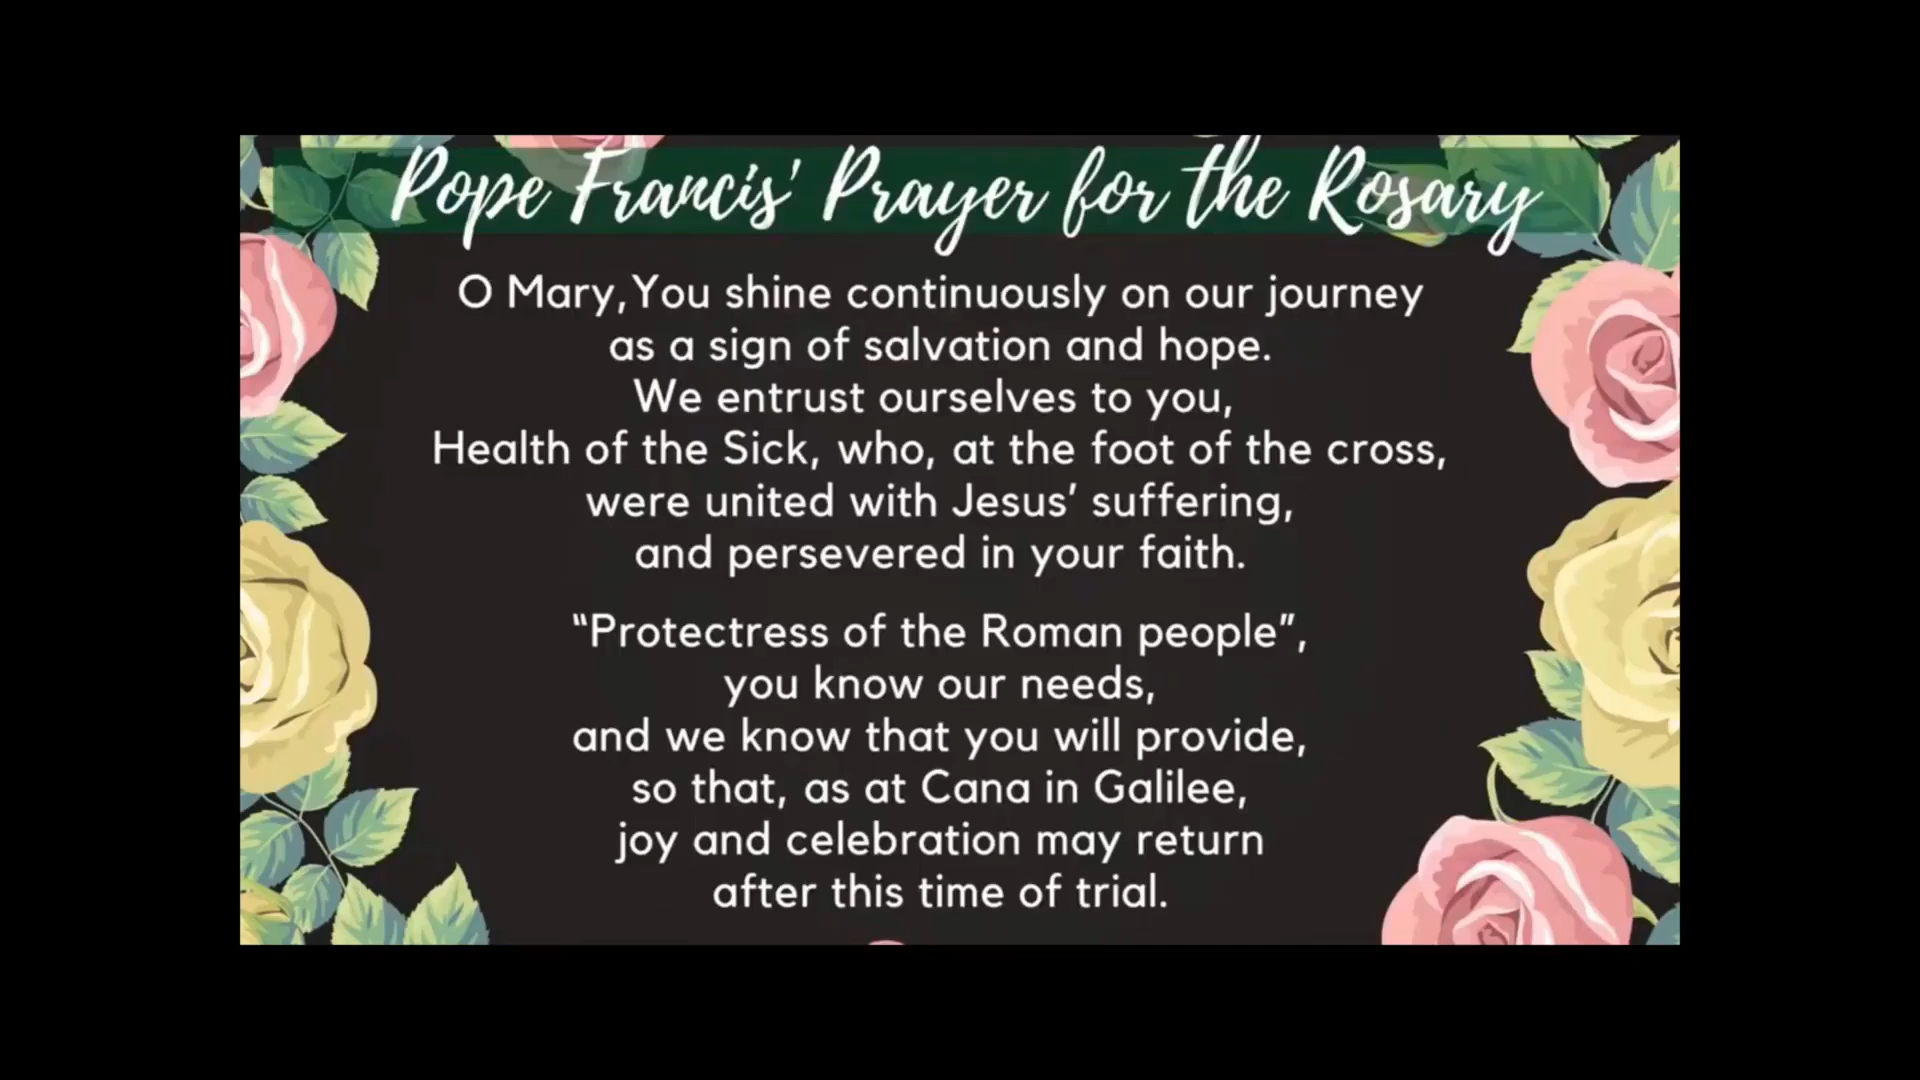 Pope Francis' Prayer for the Rosary
O Mary,You shine continuously on our journey
as a sign of salvation and hope.
We entrust ourselves to you,
Health of the Sick, who, at the foot of the cross,
were united with Jesus’ suffering,
and persevered in your faith.
“Protectress of the Roman people”,
you know our needs,
and we know that you will provide,
so that, as at Cana in Galilee,
joy and celebration may return
after this time of trial.